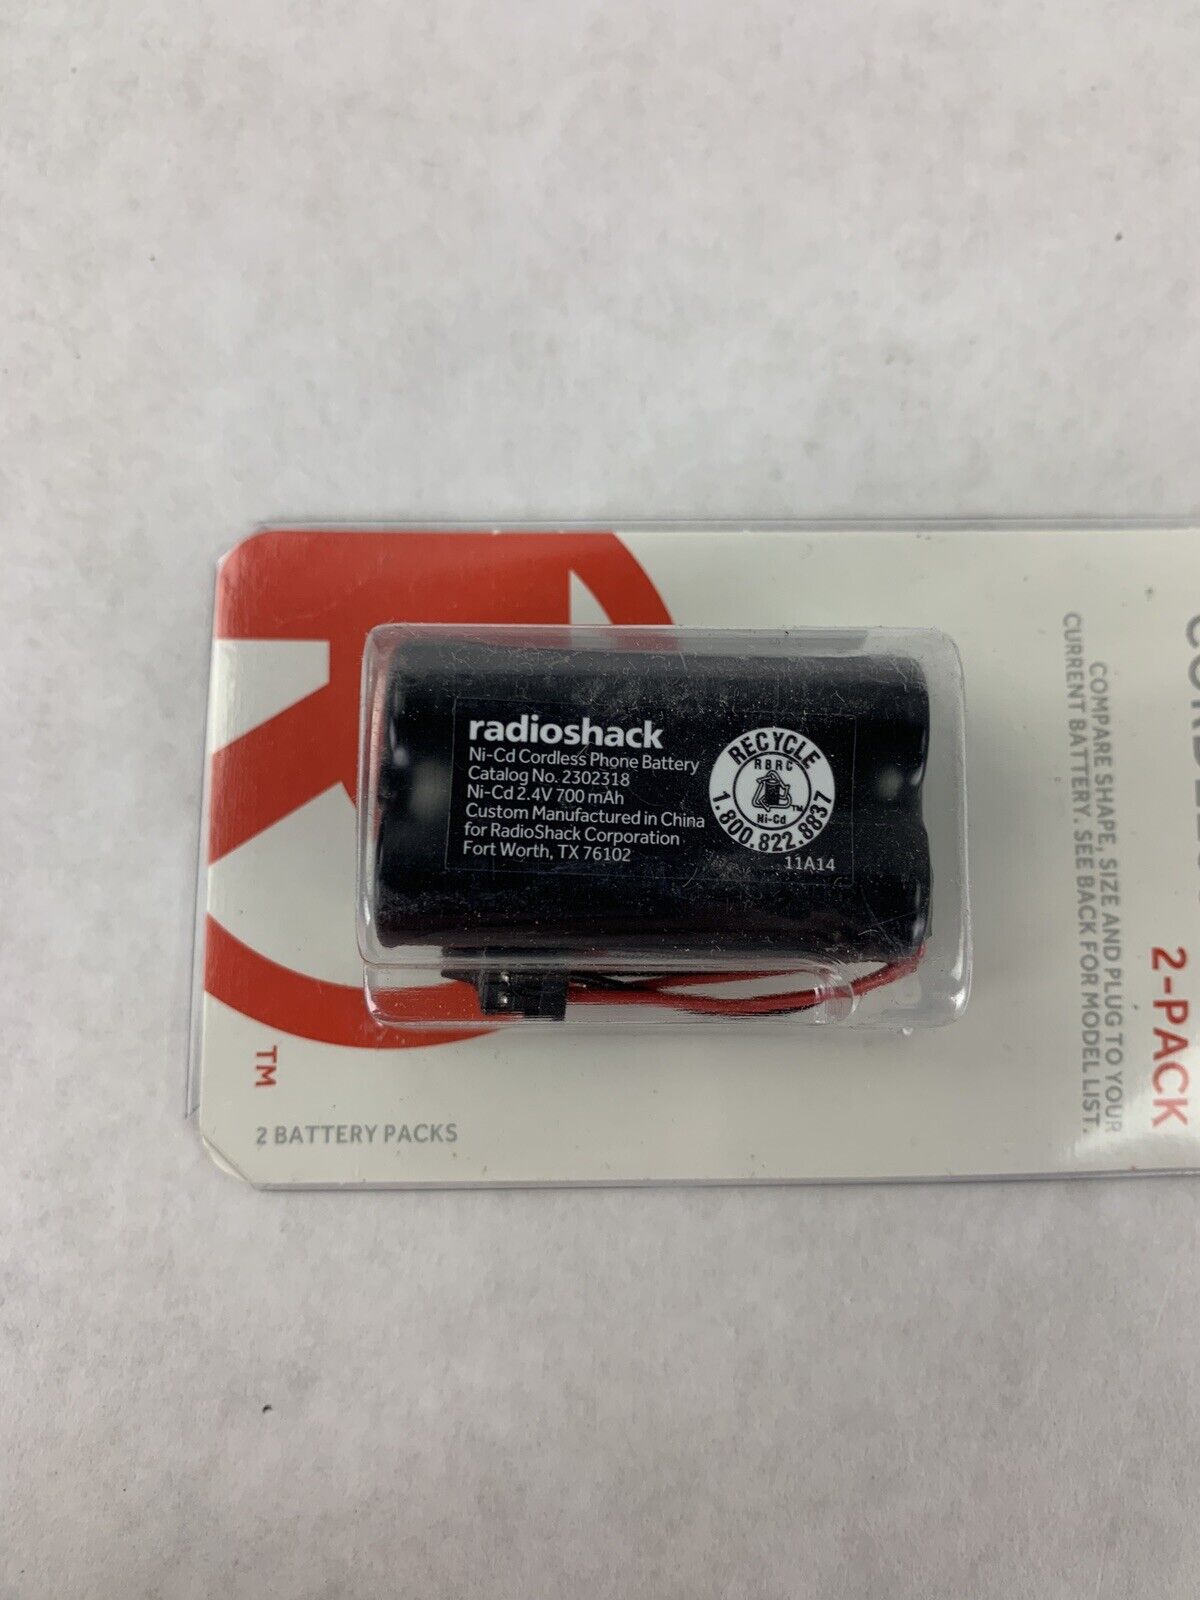 radioshack
Ni-Cd Cordless Phone Battery
Catalog No. 2302318
Ni-Cd 2.4V 700 mAh
Custom Manufactured in China
for RadioShack Corporation
Fort Worth, TX 76102
RECYCLE
RBRC
TM
Ni-Cd
1.800.822.8837
11A14
TM
2 BATTERY PACKS
2-PACK
COMPARE SHAPE, SIZE AND PLUG TO YOUR
CURRENT BATTERY. SEE BACK FOR MODEL LIST.